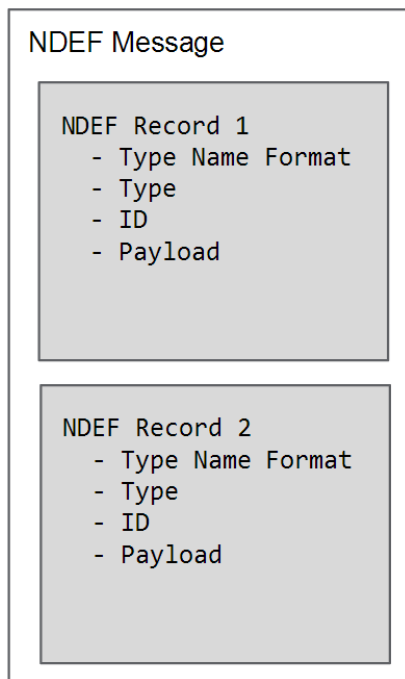 NDEF Message
NDEF Record 1
- Type Name Format
- Type
- ID
- Payload
NDEF Record 2
- Type Name Format
- Type
- ID
- Payload